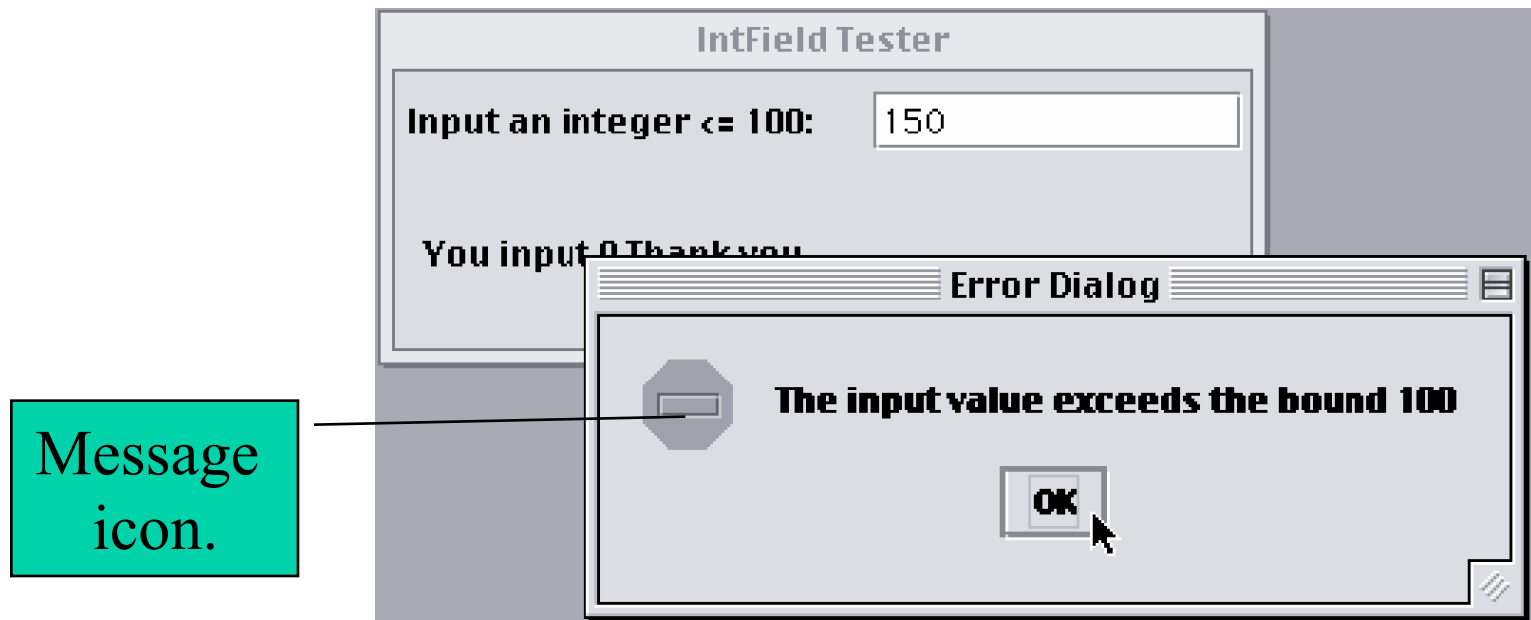 IntField Tester
Input an integer <= 100:
150
You input 0 Thank you
Error Dialog
The input value exceeds the bound 100
OK
Message
icon.